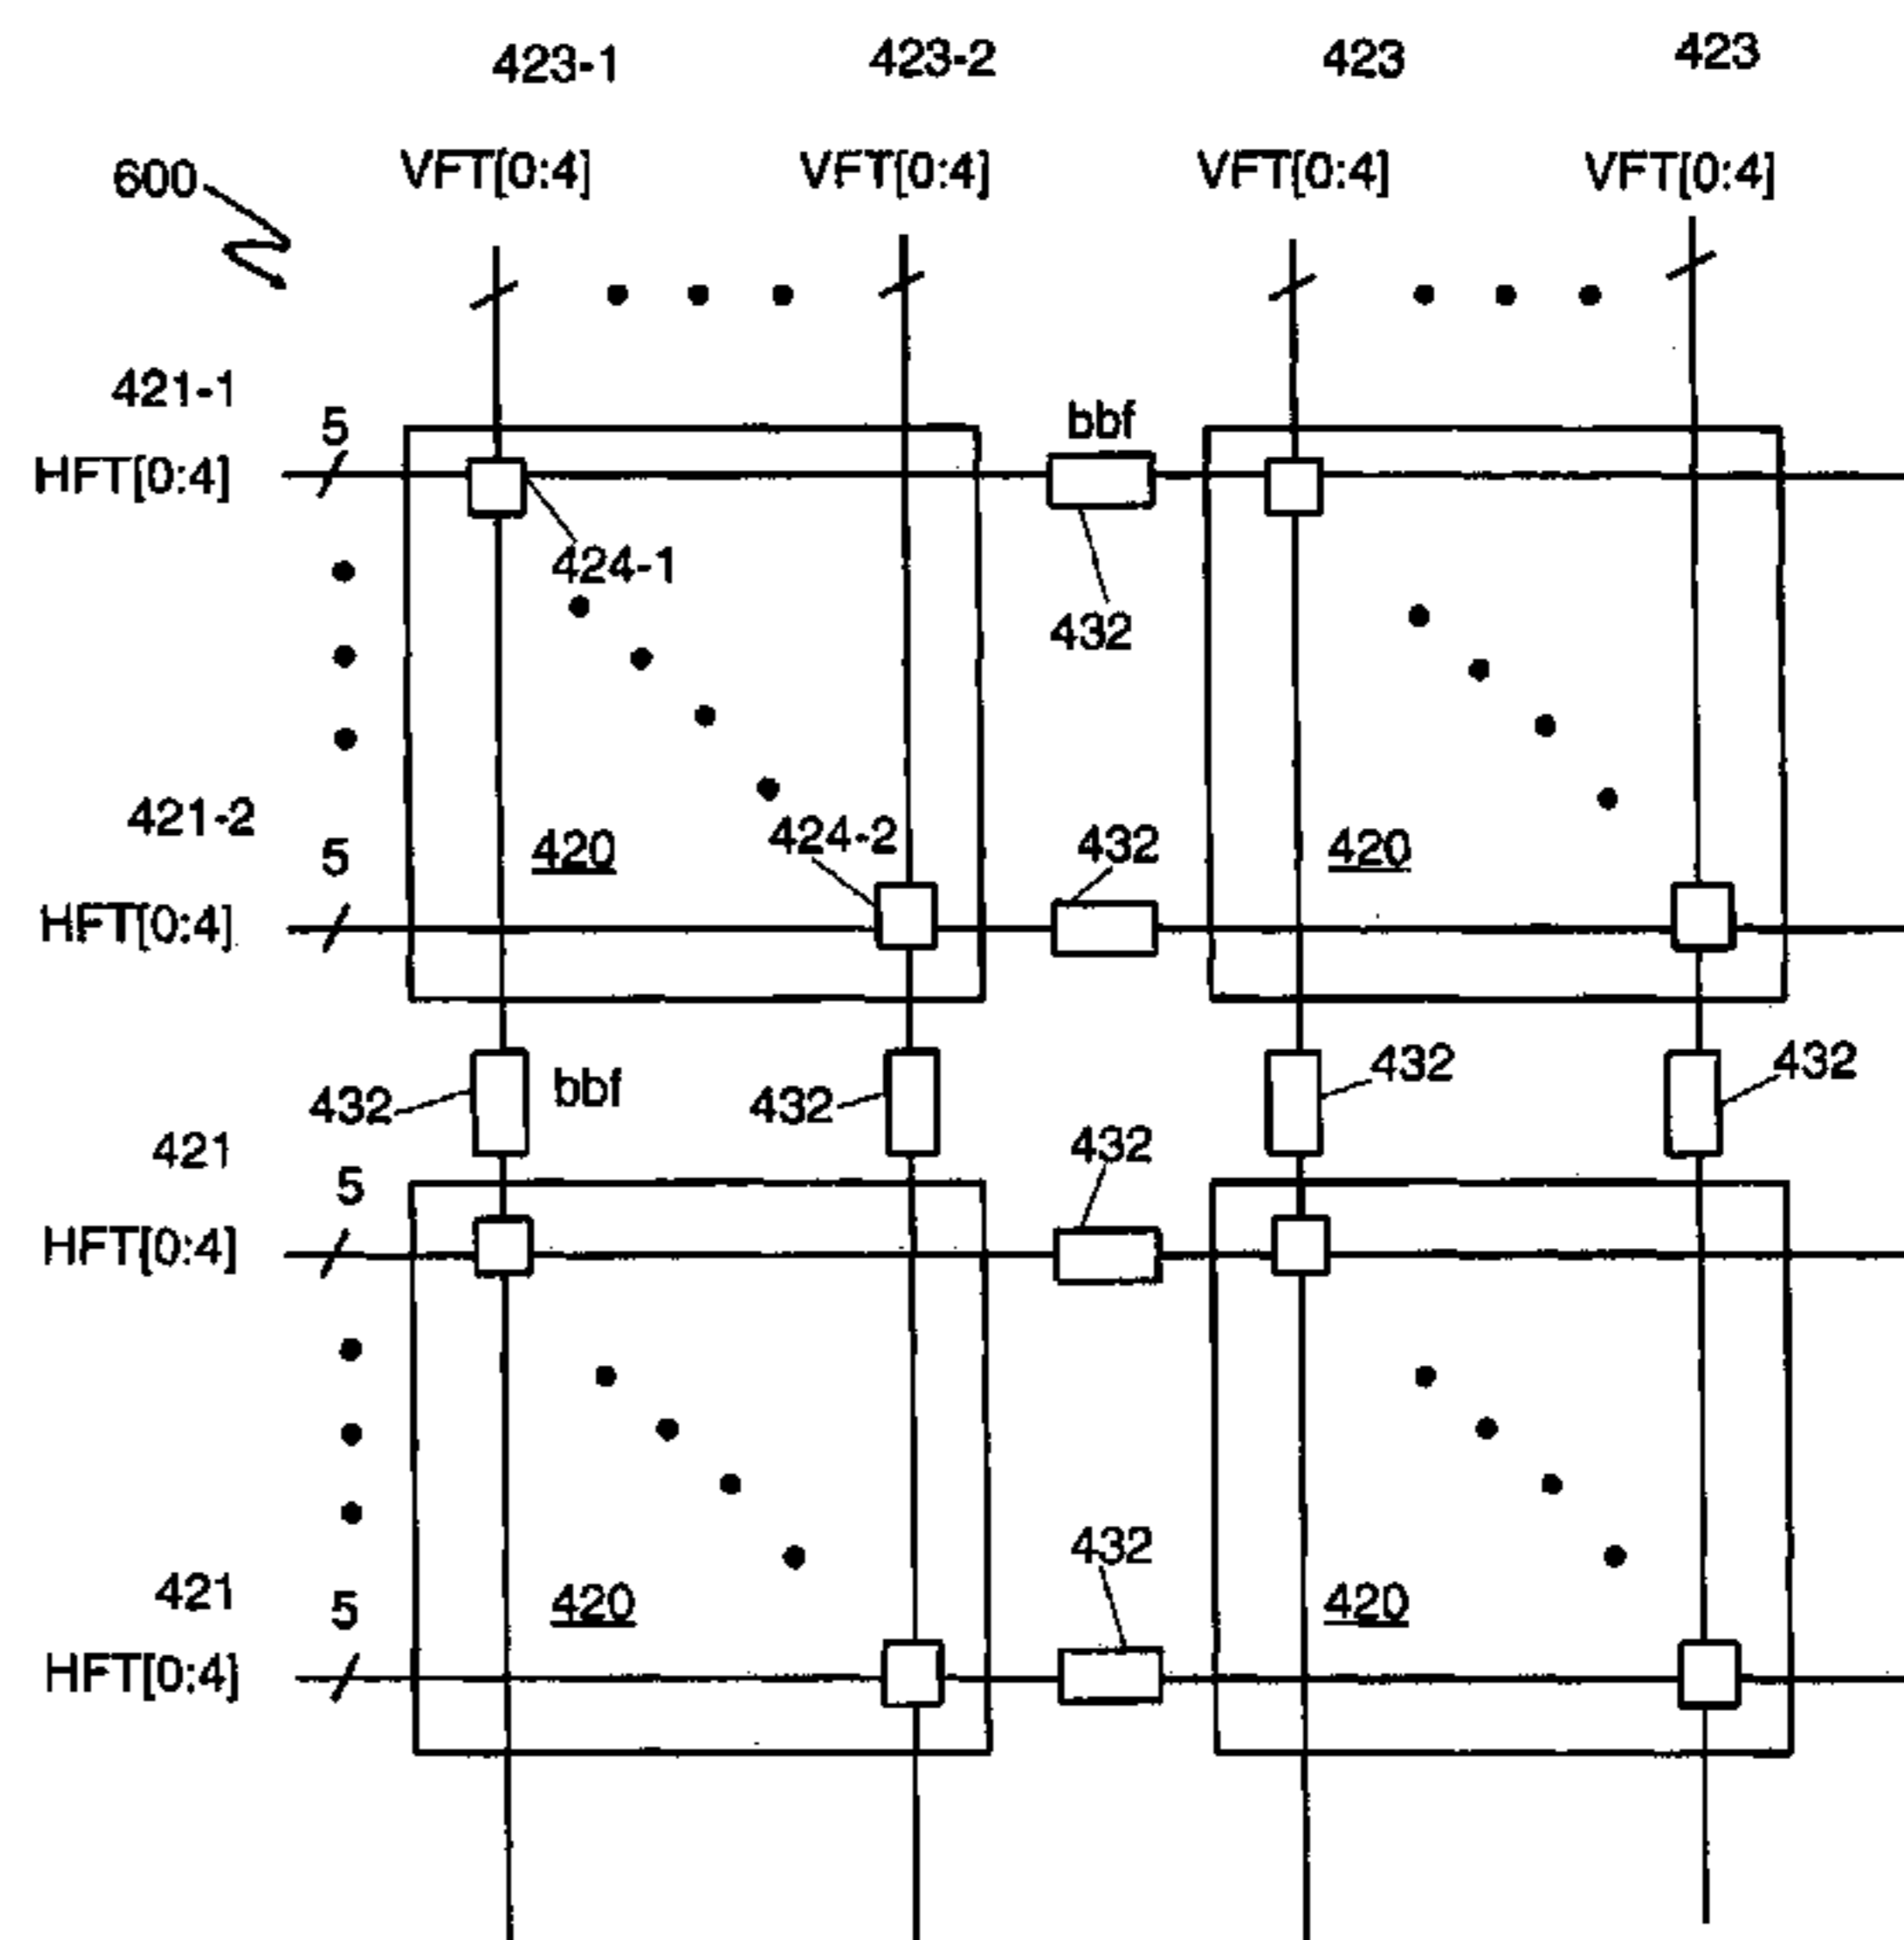 423-1 423-2 423 423
600 VFT[0:4] VFT[0:4] VFT[0:4] VFT[0:4]
421-1
5 bbf
HFT[0:4]
424-1
432
421-2
5 420 424-2 432 420
HFT[0:4]
432 bbf 432 432 432
421
5 432
HFT[0:4]
432
421
5 420 420
HFT[0:4]